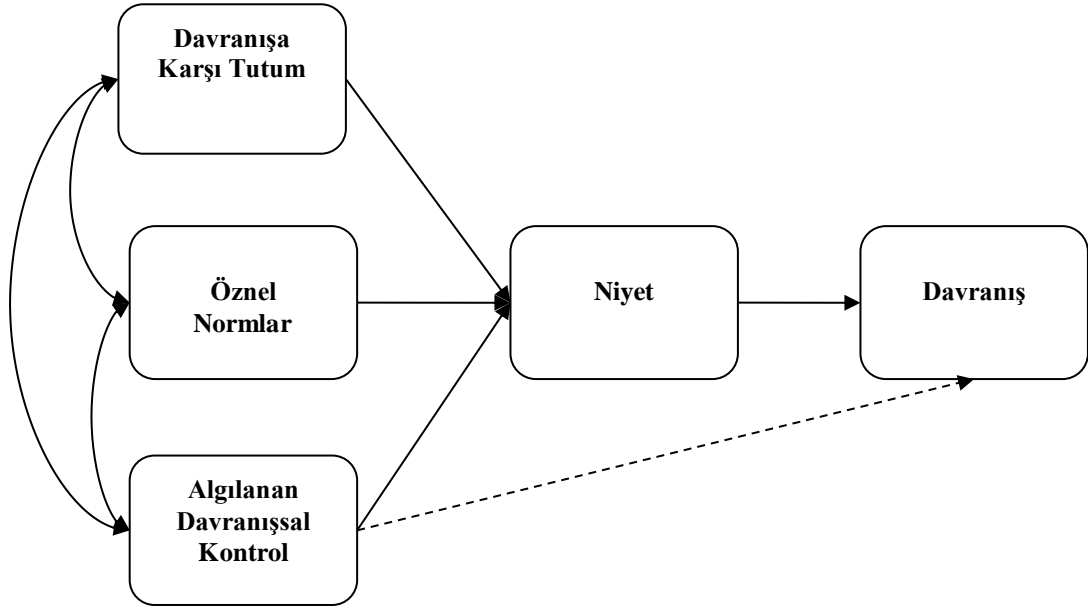 Davranışa
Karşı Tutum
Öznel
Normlar
Niyet
Davranış
Algılanan
Davranışsal
Kontrol